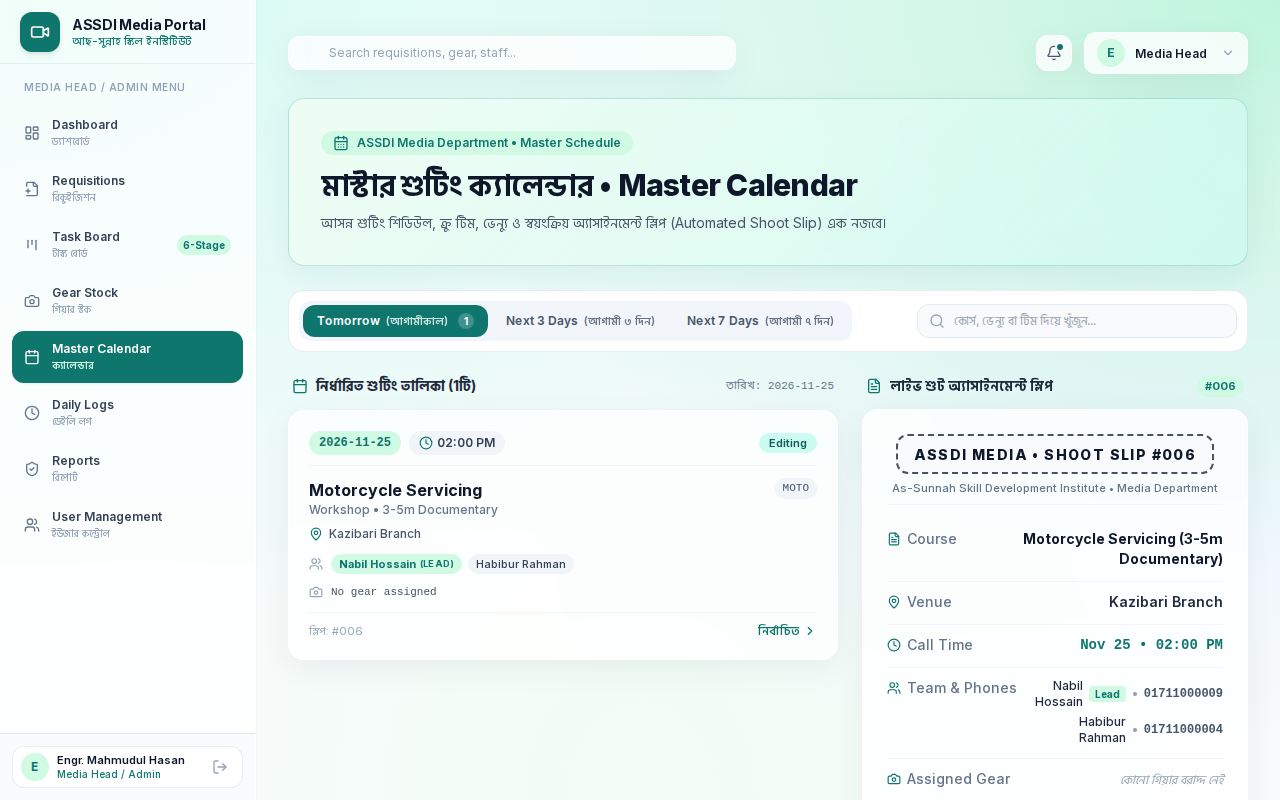 ASSDI Media Portal
আছ-সুন্নাহ স্কিল ইনস্টিটিউট
MEDIA HEAD / ADMIN MENU
Dashboard
ড্যাশবোর্ড
Requisitions
রিকুইজিশন
Task Board
টাস্ক বোর্ড
6-Stage
Gear Stock
গিয়ার স্টক
Master Calendar
ক্যালেন্ডার
Daily Logs
ডেইলি লগ
Reports
রিপোর্ট
User Management
ইউজার কন্ট্রোল
E
Engr. Mahmudul Hasan
Media Head / Admin
Search requisitions, gear, staff...
E Media Head
ASSDI Media Department • Master Schedule
মাস্টার শুটিং ক্যালেন্ডার • Master Calendar
আসন্ন শুটিং শিডিউল, ক্রু টিম, ভেন্যু ও স্বয়ংক্রিয় অ্যাসাইনমেন্ট স্লিপ (Automated Shoot Slip) এক নজরে।
Tomorrow (আগামীকাল) 1
Next 3 Days (আগামী ৩ দিন)
Next 7 Days (আগামী ৭ দিন)
কোর্স, ভেন্যু বা টিম দিয়ে খুঁজুন...
নির্ধারিত শুটিং তালিকা (1টি)
তারিখ: 2026-11-25
2026-11-25
02:00 PM
Editing
Motorcycle Servicing
MOTO
Workshop • 3-5m Documentary
Kazibari Branch
Nabil Hossain (LEAD)
Habibur Rahman
No gear assigned
স্লিপ: #006
নির্বাচিত
লাইভ শুট অ্যাসাইনমেন্ট স্লিপ
#006
ASSDI MEDIA • SHOOT SLIP #006
As-Sunnah Skill Development Institute • Media Department
Course
Motorcycle Servicing (3-5m
Documentary)
Venue
Kazibari Branch
Call Time
Nov 25 • 02:00 PM
Team & Phones
Nabil
Hossain
Lead • 01711000009
Habibur
Rahman
• 01711000004
Assigned Gear
কোনো গিয়ার বরাদ্দ নেই